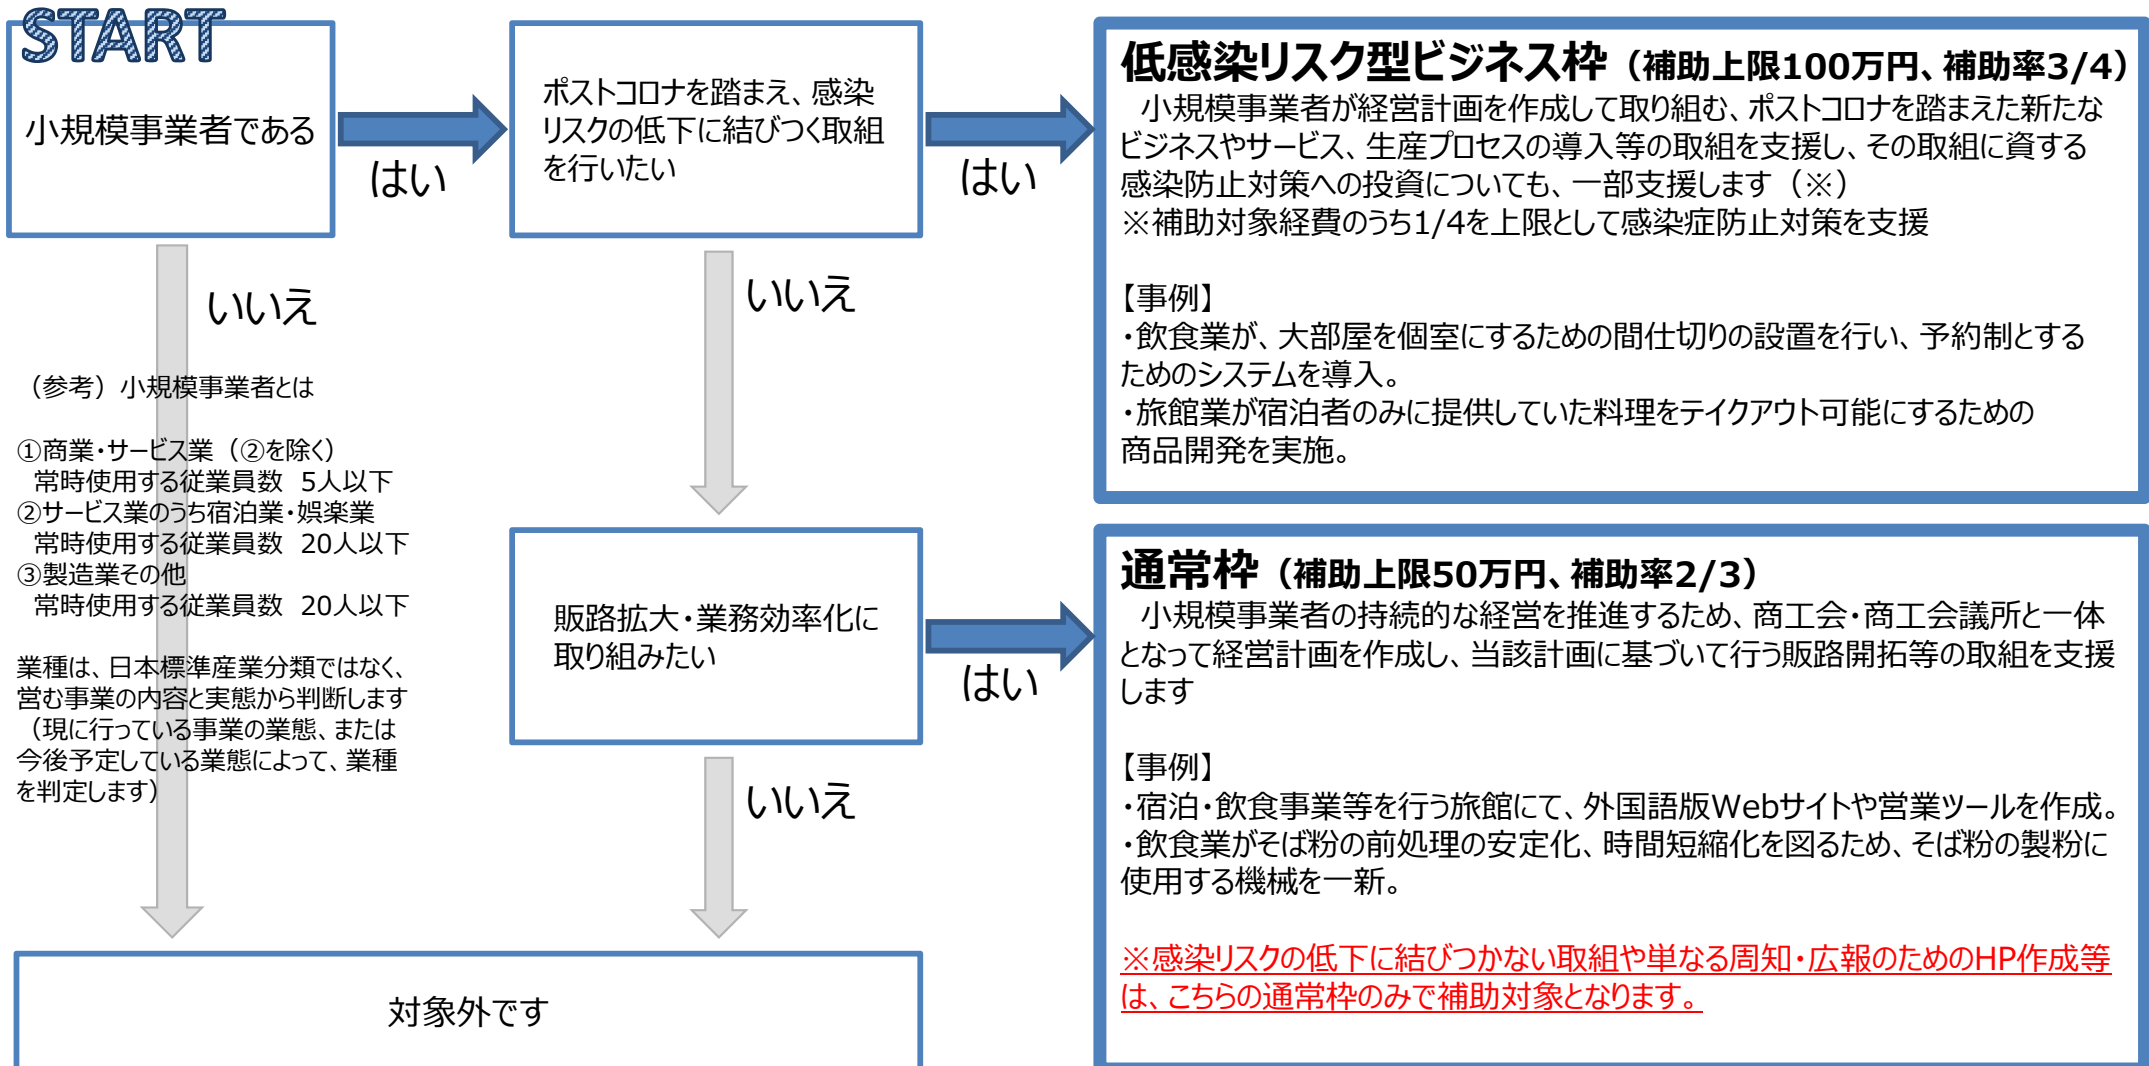 START
小規模事業者である
はい
いいえ
（参考）小規模事業者とは
①商業・サービス業（②を除く）
常時使用する従業員数 5人以下
②サービス業のうち宿泊業・娯楽業
常時使用する従業員数 20人以下
③製造業その他
常時使用する従業員数 20人以下
業種は、日本標準産業分類ではなく、
営む事業の内容と実態から判断します
（現に行っている事業の業態、または
今後予定している業態によって、業種
を判定します）
ポストコロナを踏まえ、感染
リスクの低下に結びつく取組
を行いたい
はい
いいえ
販路拡大・業務効率化に
取り組みたい
はい
いいえ
対象外です
低感染リスク型ビジネス枠（補助上限100万円、補助率3/4）
小規模事業者が経営計画を作成して取り組む、ポストコロナを踏まえた新たな
ビジネスやサービス、生産プロセスの導入等の取組を支援し、その取組に資する
感染防止対策への投資についても、一部支援します（※）
※補助対象経費のうち1/4を上限として感染症防止対策を支援
【事例】
・飲食業が、大部屋を個室にするための間仕切りの設置を行い、予約制とする
ためのシステムを導入。
・旅館業が宿泊者のみに提供していた料理をテイクアウト可能にするための
商品開発を実施。
通常枠（補助上限50万円、補助率2/3）
小規模事業者の持続的な経営を推進するため、商工会・商工会議所と一体
となって経営計画を作成し、当該計画に基づいて行う販路開拓等の取組を支援
します
【事例】
・宿泊・飲食事業等を行う旅館にて、外国語版Webサイトや営業ツールを作成。
・飲食業がそば粉の前処理の安定化、時間短縮化を図るため、そば粉の製粉に
使用する機械を一新。
※感染リスクの低下に結びつかない取組や単なる周知・広報のためのHP作成等
は、こちらの通常枠のみで補助対象となります。